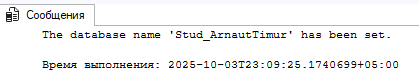 Сообщения
The database name 'Stud_ArnautTimur' has been set.
Время выполнения: 2025-10-03T23:09:25.1740699+05:00